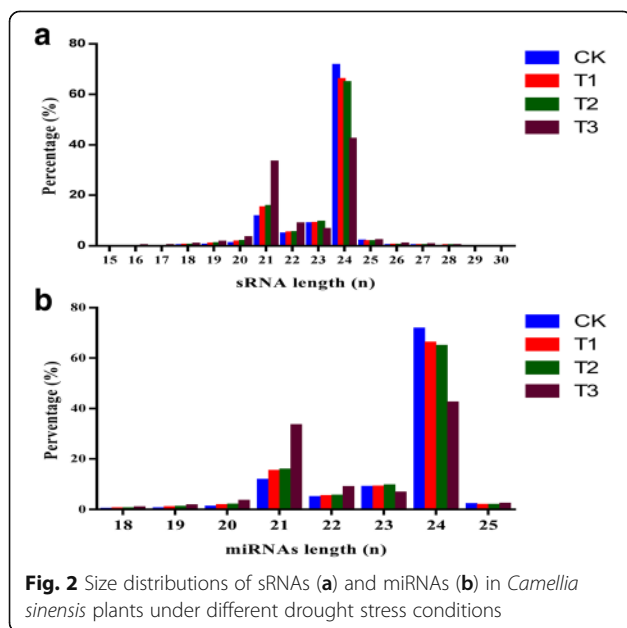 a
80
60
40
20
0
Percentage (%)
15 16 17 18 19 20 21 22 23 24 25 26 27 28 29 30
sRNA length (n)
CK
T1
T2
T3
b
80
60
40
20
0
Perventage (%)
18 19 20 21 22 23 24 25
miRNAs length (n)
CK
T1
T2
T3
Fig. 2 Size distributions of sRNAs (a) and miRNAs (b) in Camellia
sinensis plants under different drought stress conditions